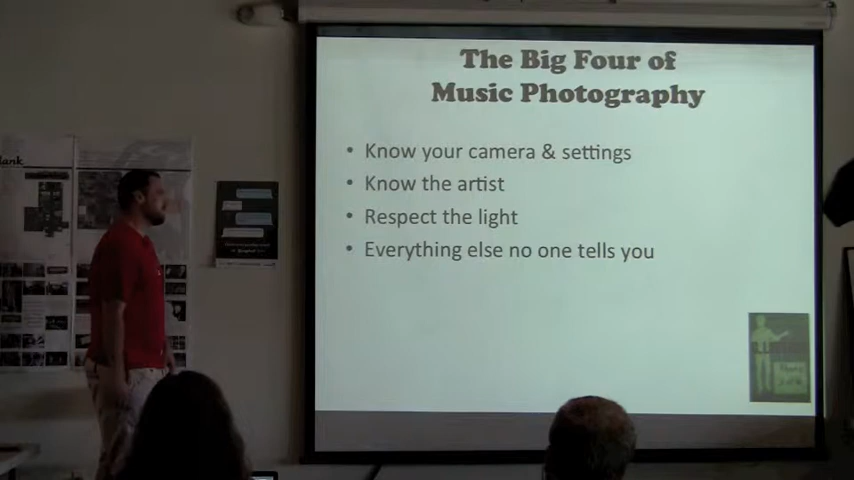 The Big Four of
Music Photography
• Know your camera & settings
• Know the artist
• Respect the light
• Everything else no one tells you